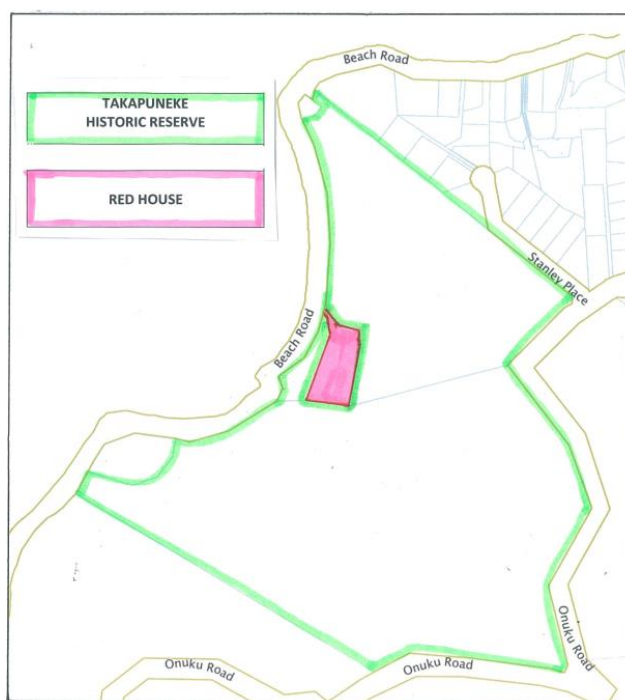 Beach Road
TAKAPUNEKE
HISTORIC RESERVE
RED HOUSE
Stanley Place
Beach Road
Onuku Road
Onuku Road
Onuku Road